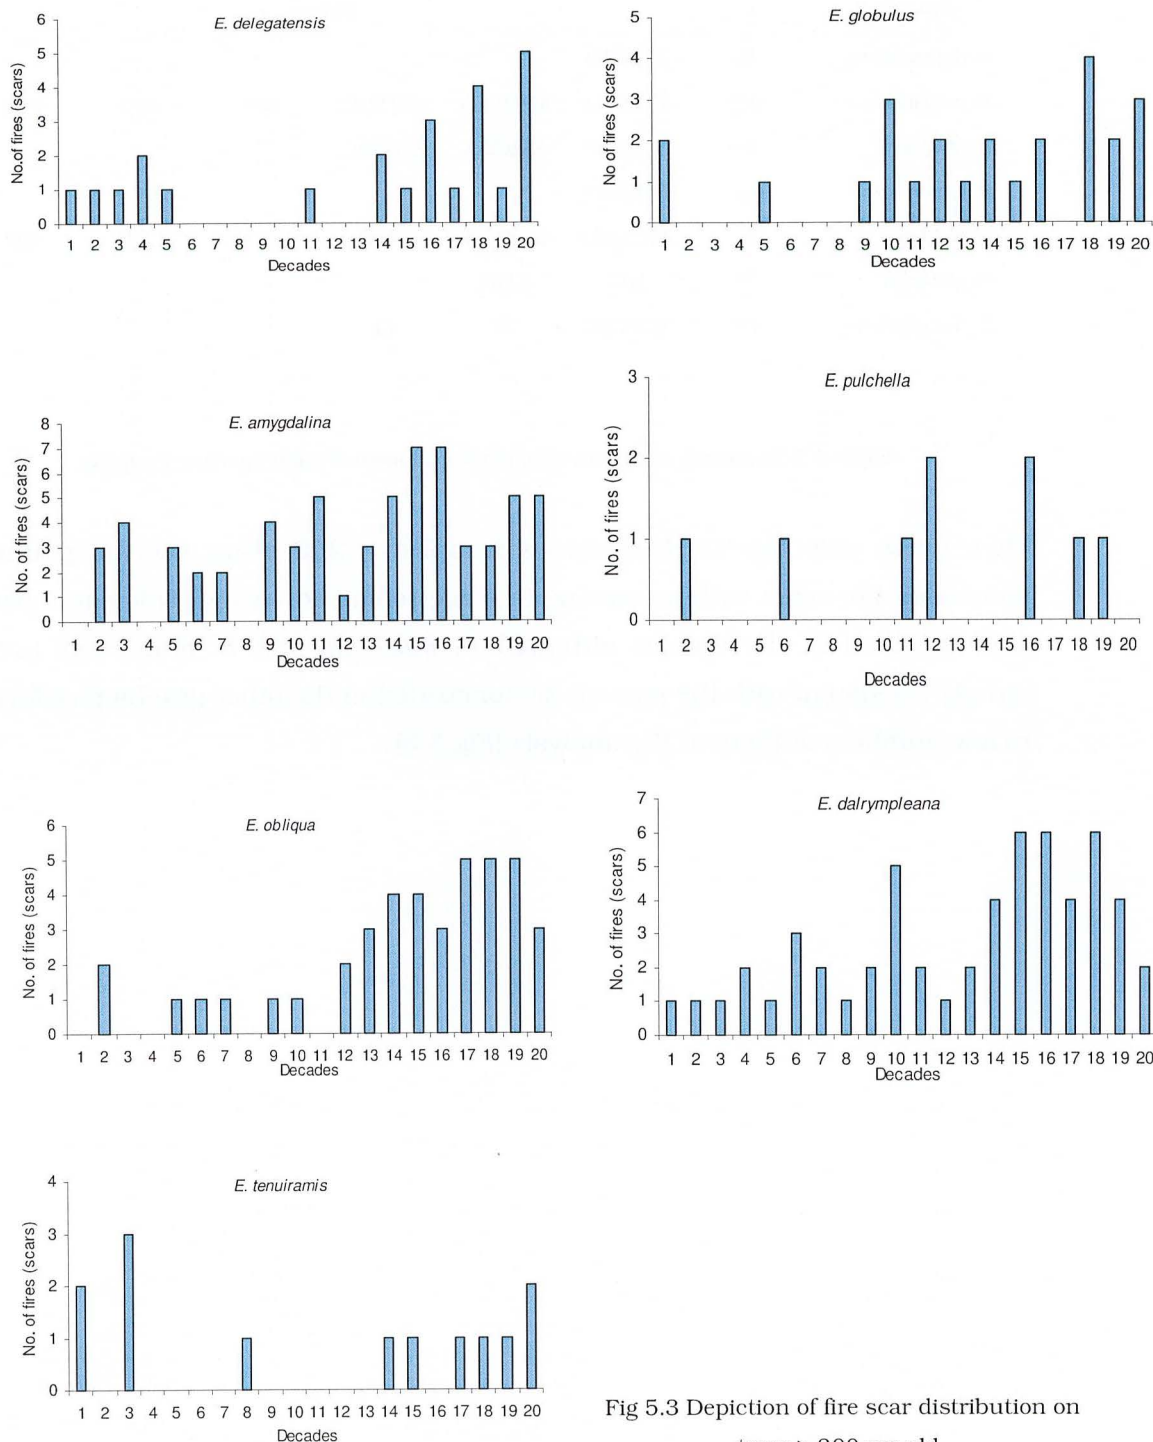 E. delegatensis
No.of fires (scars)
6
5
4
3
2
1
0
1 2 3 4 5 6 7 8 9 10 11 12 13 14 15 16 17 18 19 20
Decades
E. globulus
No of fires (scars)
5
4
3
2
1
0
1 2 3 4 5 6 7 8 9 10 11 12 13 14 15 16 17 18 19 20
Decades
E. amygdalina
No. of fires (scars)
8
7
6
5
4
3
2
1
0
1 2 3 4 5 6 7 8 9 10 11 12 13 14 15 16 17 18 19 20
Decades
E. pulchella
No. of fires (scars)
3
2
1
0
1 2 3 4 5 6 7 8 9 10 11 12 13 14 15 16 17 18 19 20
Decades
E. obliqua
No. of fires (scars)
6
5
4
3
2
1
0
1 2 3 4 5 6 7 8 9 10 11 12 13 14 15 16 17 18 19 20
Decades
E. dalrympleana
No. of fires (scars)
7
6
5
4
3
2
1
0
1 2 3 4 5 6 7 8 9 10 11 12 13 14 15 16 17 18 19 20
Decades
E. tenuiramis
No. of fires (scars)
4
3
2
1
0
1 2 3 4 5 6 7 8 9 10 11 12 13 14 15 16 17 18 19 20
Decades
Fig 5.3 Depiction of fire scar distribution on